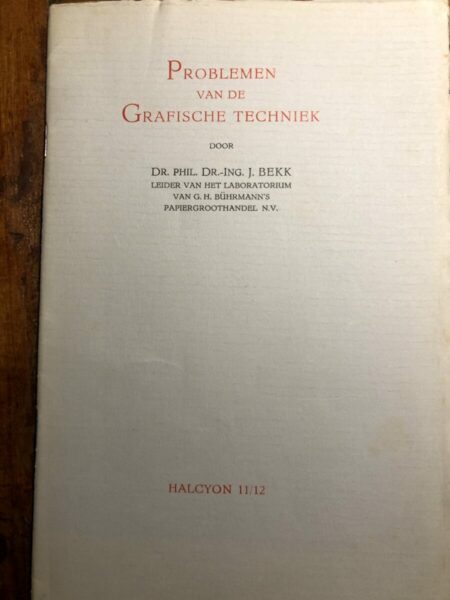 PROBLEMEN
VAN DE
GRAFISCHE TECHNIEK
DOOR
DR. PHIL. DR.-ING. J. BEKK
LEIDER VAN HET LABORATORIUM
VAN G. H. BÜHRMANN'S
PAPIERGROOTHANDEL N.V.
HALCYON 11/12